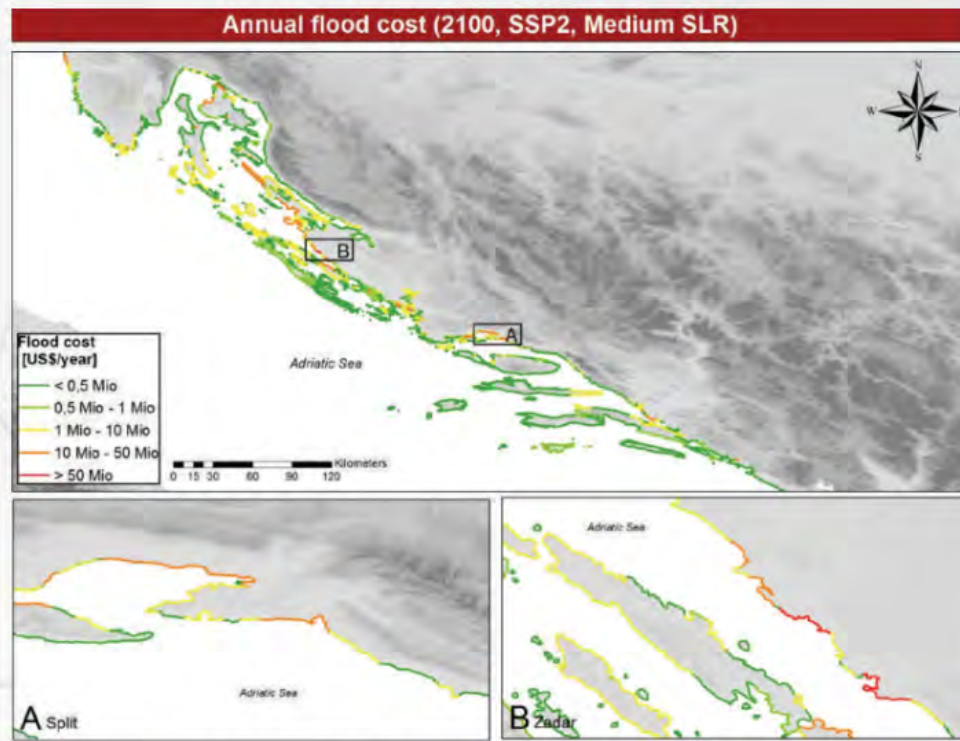 Annual flood cost (2100, SSP2, Medium SLR)
N
W
E
S
B
A
Adriatic Sea
Flood cost
[US$/year]
< 0,5 Mio
0,5 Mio - 1 Mio
1 Mio - 10 Mio
10 Mio - 50 Mio
> 50 Mio
Kilometers
0 15 30 60 90 120
Adriatic Sea
A Split
Adriatic Sea
B Zadar